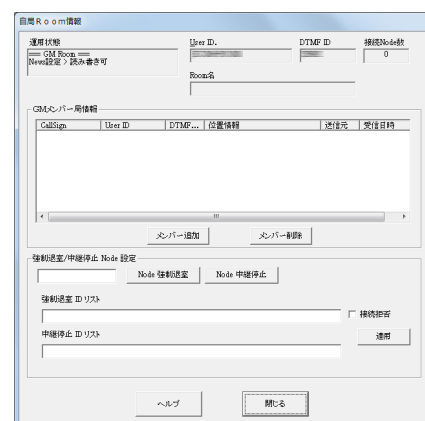 自局Ｒｏｏｍ情報
運用状態
User ID.
DTMF ID
接続Node数
== GM Room ==
News設定 > 読み書き可
0
Room名
GMメンバー局情報
CallSign User ID DTMF... 位置情報 送信元 受信日時
メンバー追加 メンバー削除
強制退室/中継停止 Node 設定
Node 強制退室 Node 中継停止
強制退室 ID リスト
接続拒否
中継停止 ID リスト
適用
ヘルプ 閉じる